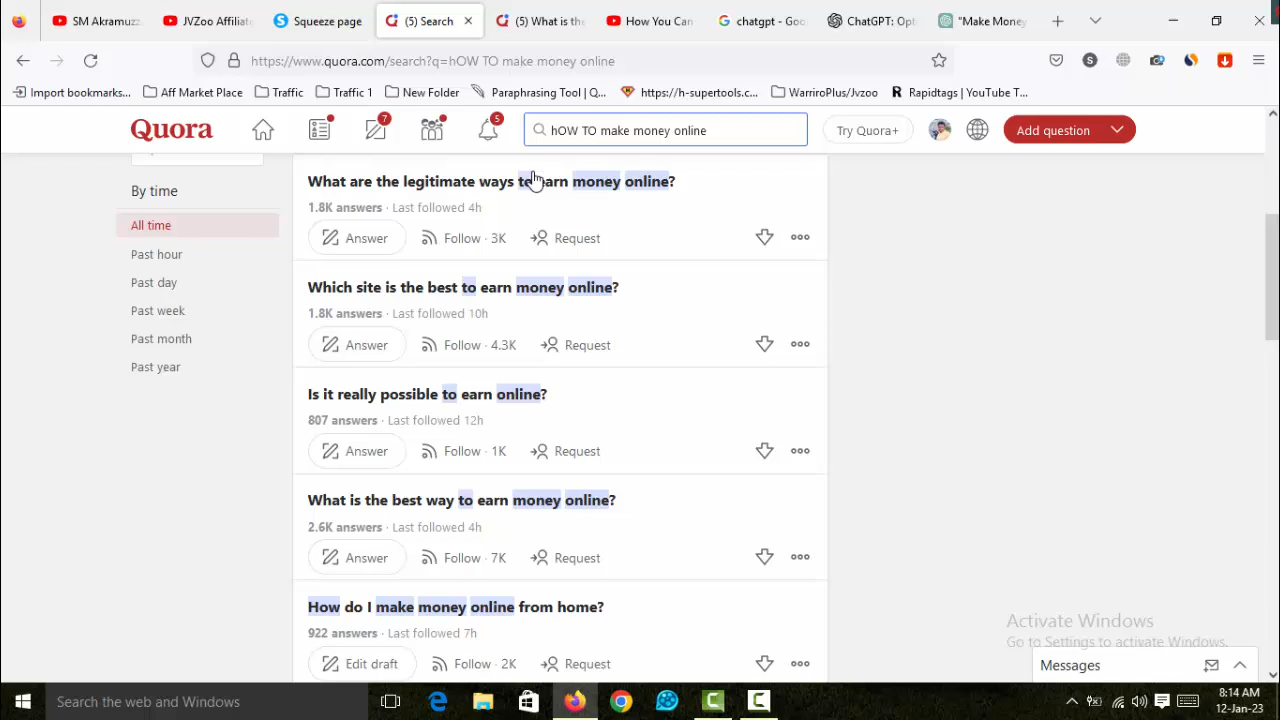 SM Akramuzz
JVZoo Affiliate
Squeeze page
(5) Search
(5) What is the
How You Can
chatgpt - Goo
ChatGPT: Opt
"Make Money
https://www.quora.com/search?q=hOW TO make money online
S
Import bookmarks...
Aff Market Place
Traffic
Traffic 1
New Folder
Paraphrasing Tool | Q...
https://h-supertools.c...
WarriroPlus/Jvzoo
Rapidtags | YouTube T...
Quora
7
5
hOW TO make money online
Try Quora+
Add question
By time
All time
Past hour
Past day
Past week
Past month
Past year
What are the legitimate ways to earn money online?
1.8K answers · Last followed 4h
Answer
Follow · 3K
Request
Which site is the best to earn money online?
1.8K answers · Last followed 10h
Answer
Follow · 4.3K
Request
Is it really possible to earn online?
807 answers · Last followed 12h
Answer
Follow · 1K
Request
What is the best way to earn money online?
2.6K answers · Last followed 4h
Answer
Follow · 7K
Request
How do I make money online from home?
922 answers · Last followed 7h
Edit draft
Follow · 2K
Request
Activate Windows
Go to Settings to activate Windows.
Messages
Search the web and Windows
8:14 AM
12-Jan-23